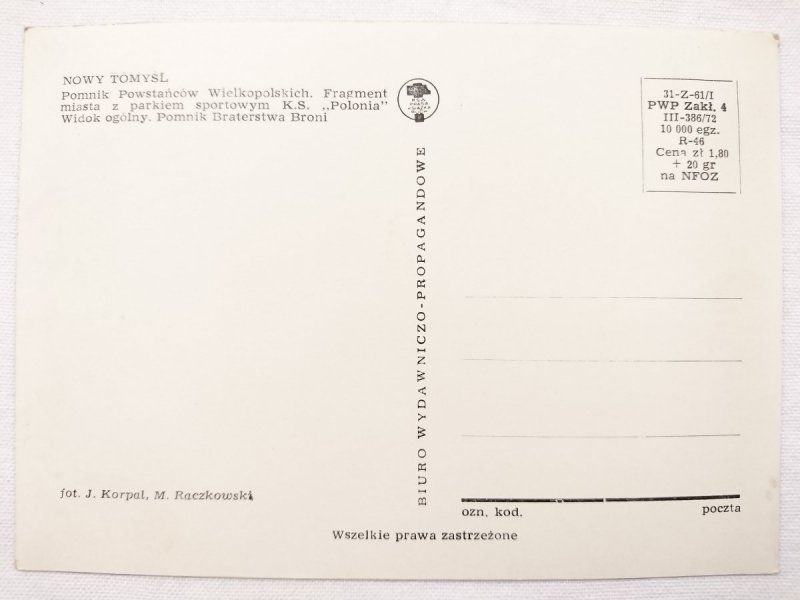 NOWY TOMYŚL
Pomnik Powstańców Wielkopolskich. Fragment
miasta z parkiem sportowym K.S. „Polonia”
Widok ogólny. Pomnik Braterstwa Broni
31-Z-61/I
PWP Zakł. 4
III-386/72
10 000 egz.
R-46
Cena zł 1,80
+ 20 gr
na NFOZ
BIURO WYDAWNICZO-PROPAGANDOWE
fot. J. Korpal, M. Raczkowski
ozn. kod. poczta
Wszelkie prawa zastrzeżone